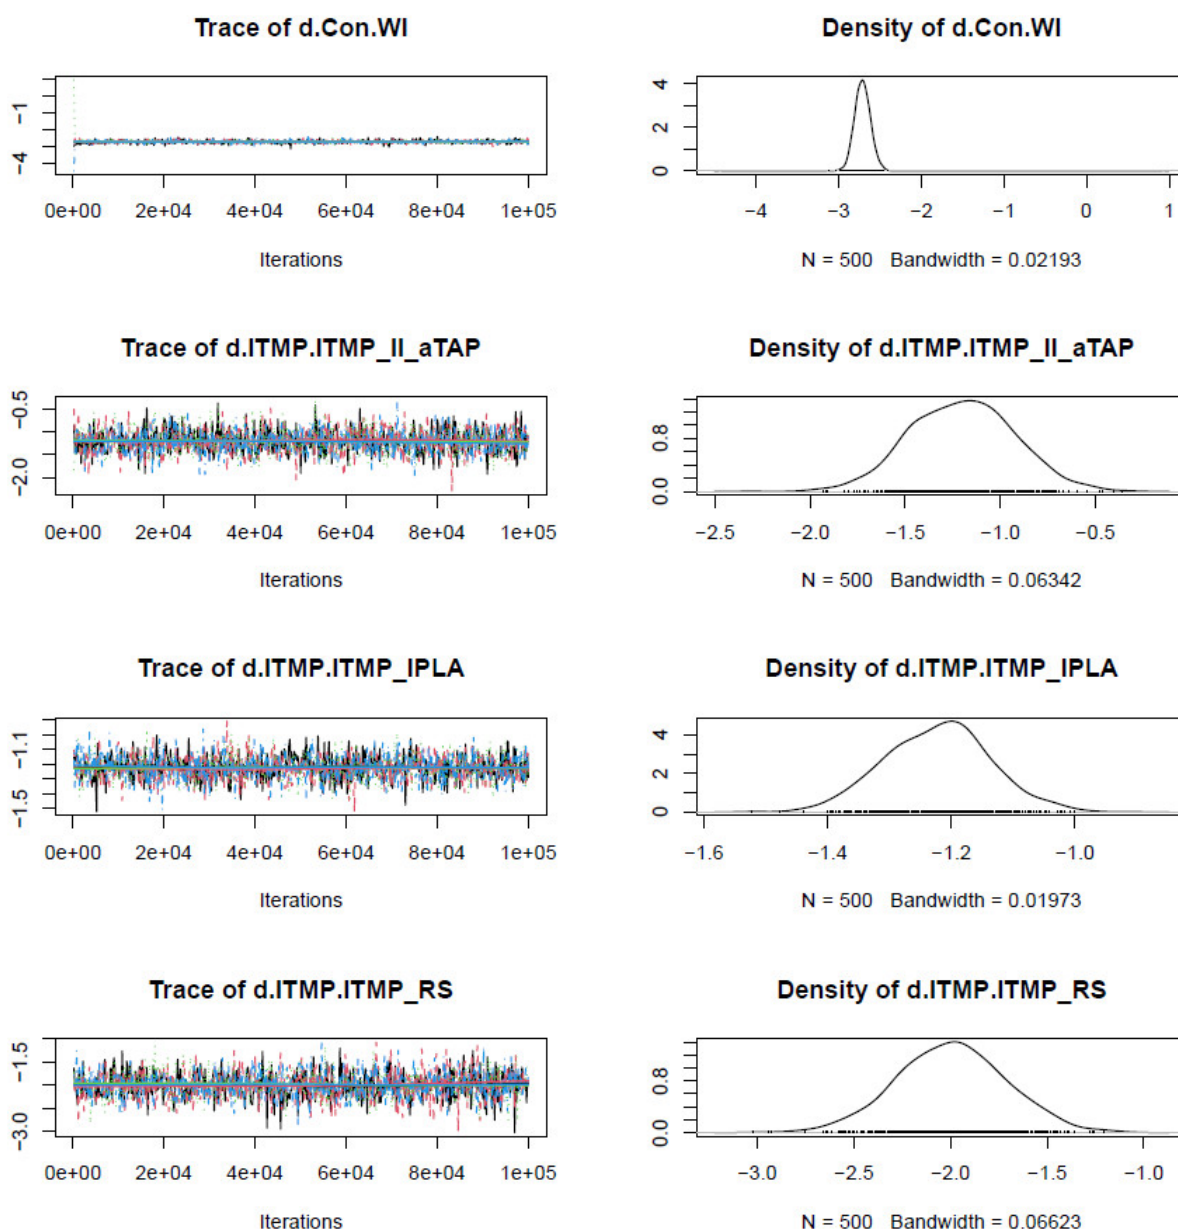 Trace of d.Con.WI
−1
−4
0e+00 2e+04 4e+04 6e+04 8e+04 1e+05
Iterations
Density of d.Con.WI
4
2
0
−4 −3 −2 −1 0 1
N = 500 Bandwidth = 0.02193
Trace of d.ITMP.ITMP_II_aTAP
−0.5
−2.0
0e+00 2e+04 4e+04 6e+04 8e+04 1e+05
Iterations
Density of d.ITMP.ITMP_II_aTAP
0.8
0.0
−2.5 −2.0 −1.5 −1.0 −0.5
N = 500 Bandwidth = 0.06342
Trace of d.ITMP.ITMP_IPLA
−1.1
−1.5
0e+00 2e+04 4e+04 6e+04 8e+04 1e+05
Iterations
Density of d.ITMP.ITMP_IPLA
4
2
0
−1.6 −1.4 −1.2 −1.0
N = 500 Bandwidth = 0.01973
Trace of d.ITMP.ITMP_RS
−1.5
−3.0
0e+00 2e+04 4e+04 6e+04 8e+04 1e+05
Iterations
Density of d.ITMP.ITMP_RS
0.8
0.0
−3.0 −2.5 −2.0 −1.5 −1.0
N = 500 Bandwidth = 0.06623